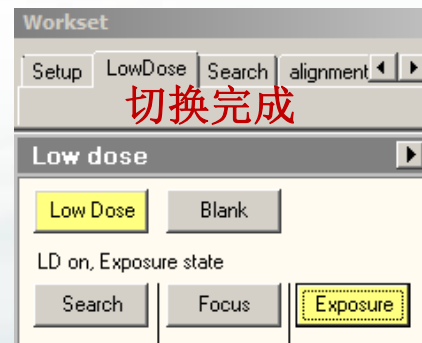 Workset
Setup LowDose Search alignment
切换完成
Low dose
Low Dose Blank
LD on, Exposure state
Search Focus Exposure